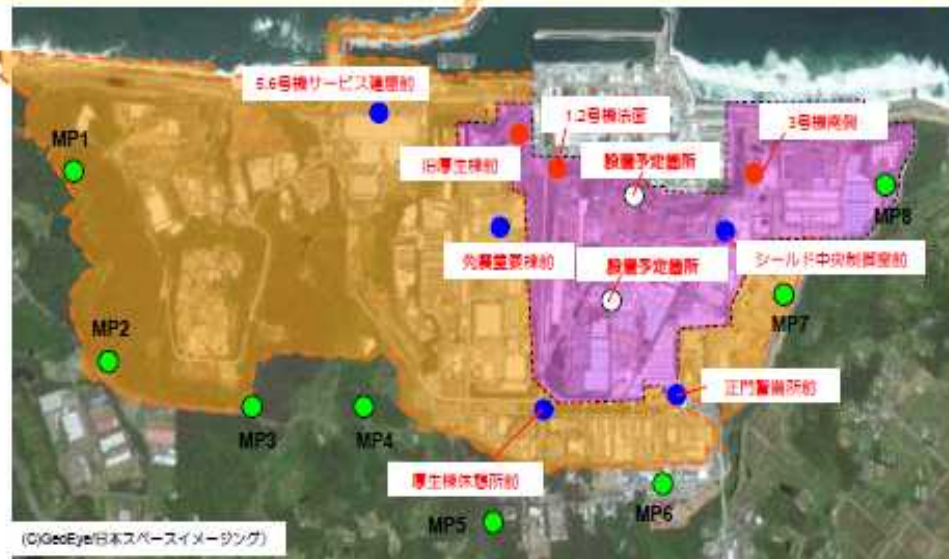 5.6号機サービス建屋前
1.2号機法面
3号機南側
MP1
旧厚生棟前
設置予定箇所
MP8
免震重要棟前
設置予定箇所
シールド中央制御室前
MP7
MP2
正門警備所前
MP3
MP4
厚生棟休憩所前
MP6
MP5
(C)GeoEye/日本スペースイメージング)